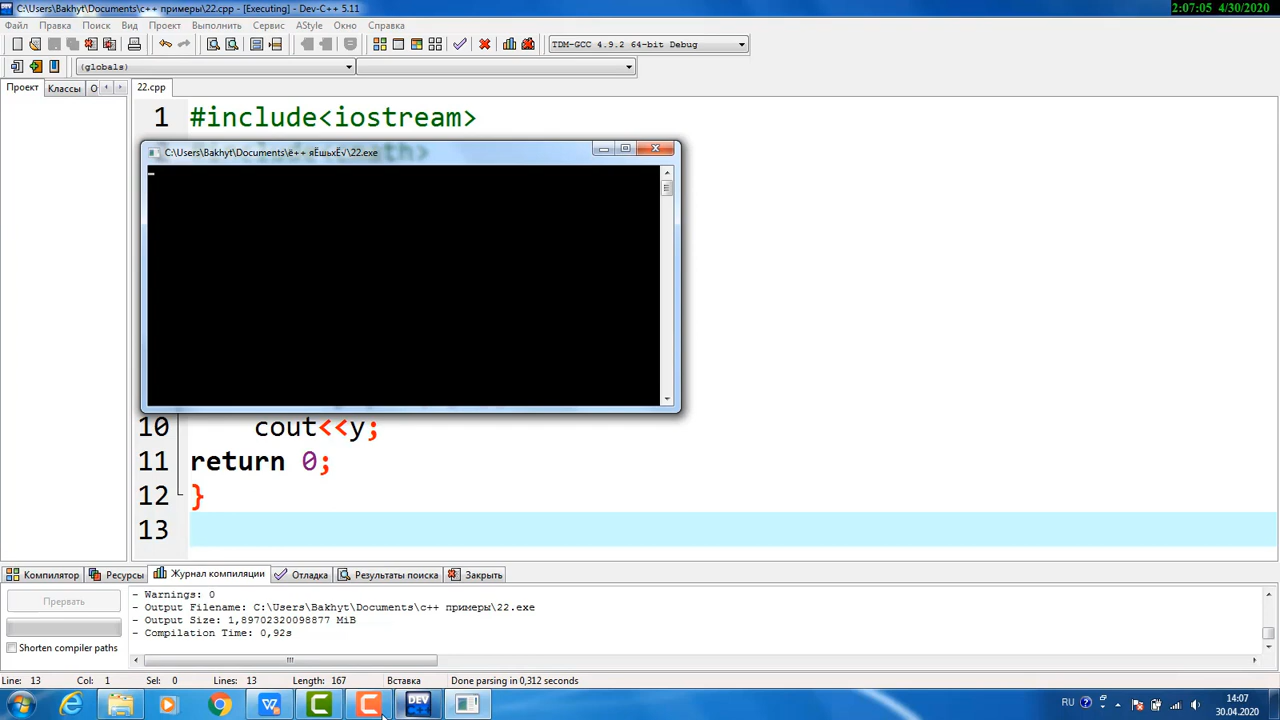 C:\Users\Bakhyt\Documents\c++ примеры\22.cpp - [Executing] - Dev-C++ 5.11
2:07:05 4/30/2020
Файл Правка Поиск Вид Проект Выполнить Сервис AStyle Окно Справка
TDM-GCC 4.9.2 64-bit Debug
(globals)
Проект Классы О
22.cpp
1 #include<iostream>
C:\Users\Bakhyt\Documents\ё++ яЁшьхЁ√\22.exe
10 cout<<y;
11 return 0;
12 }
13
Компилятор Ресурсы Журнал компиляции Отладка Результаты поиска Закрыть
Прервать
Shorten compiler paths
- Warnings: 0
- Output Filename: C:\Users\Bakhyt\Documents\c++ примеры\22.exe
- Output Size: 1,89702320098877 MiB
- Compilation Time: 0,92s
Line: 13 Col: 1 Sel: 0 Lines: 13 Length: 167 Вставка Done parsing in 0,312 seconds
DEV
RU
14:07
30.04.2020